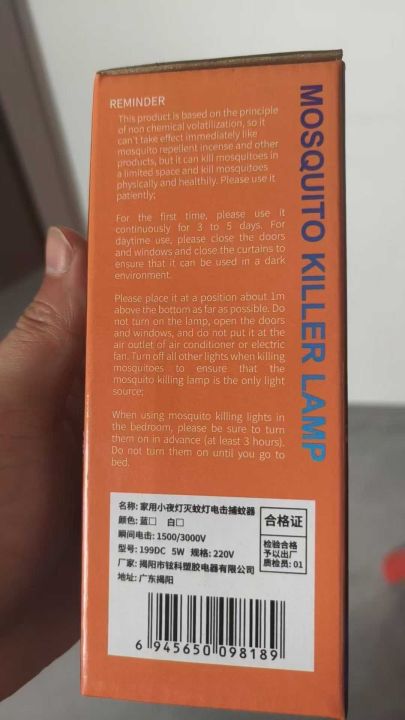 REMINDER
This product is based on the principle
of non chemical volatilization, so it
can't take effect immediately like
mosquito repellent incense and other
products, but it can kill mosquitoes in
a limited space and kill mosquitoes
physically and healthily. Please use it
patiently;
For the first time, please use it
continuously for 3 to 5 days. For
daytime use, please close the doors
and windows and close the curtains to
ensure that it can be used in a dark
environment.
Please place it at a position about 1m
above the bottom as far as possible. Do
not turn on the lamp, open the doors
and windows, and do not put it at the
air outlet of air conditioner or electric
fan. Turn off all other lights when killing
mosquitoes to ensure that the
mosquito killing lamp is the only light
source;
When using mosquito killing lights in
the bedroom, please be sure to turn
them on in advance (at least 3 hours).
Do not turn them on until you go to
bed.
MOSQUITO KILLER LAMP
名称: 家用小夜灯灭蚊灯电击捕蚊器
颜色: 蓝□ 白□
瞬间电击: 1500/3000V
型号: 199DC 5W 规格: 220V
厂家: 揭阳市铉科塑胶电器有限公司
地址: 广东揭阳
合格证
检验合格
予以出厂
质检员: 01
6 945650 098189